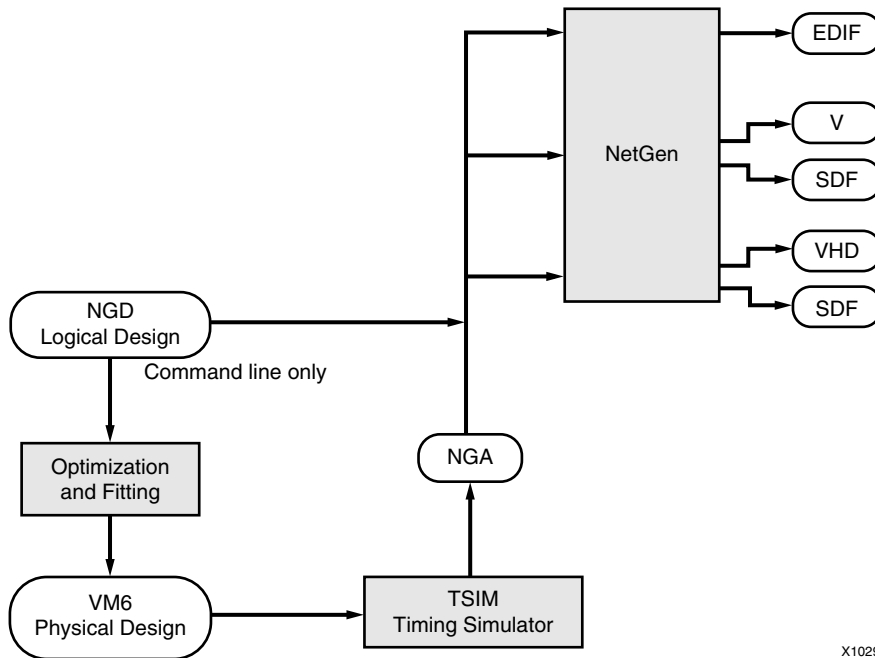 EDIF
V
NetGen
SDF
VHD
SDF
NGD
Logical Design
Command line only
NGA
Optimization
and Fitting
VM6
Physical Design
TSIM
Timing Simulator
X1029